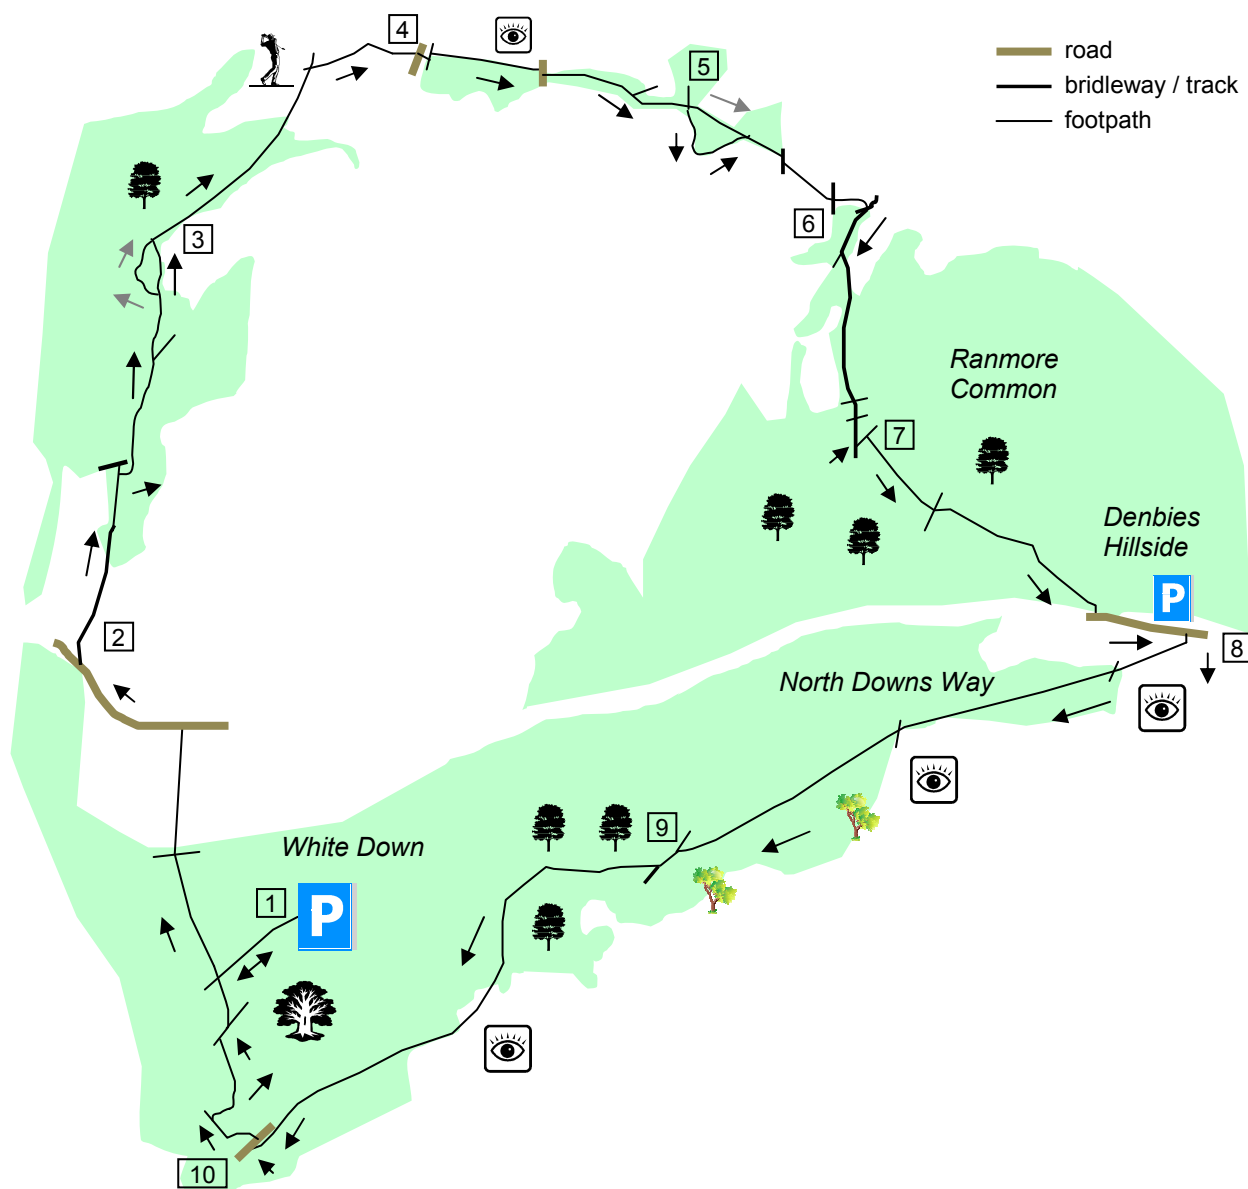 4
5
road
bridleway / track
footpath
3
6
Ranmore
Common
7
Denbies
Hillside
P
2
8
North Downs Way
9
White Down
1
P
10